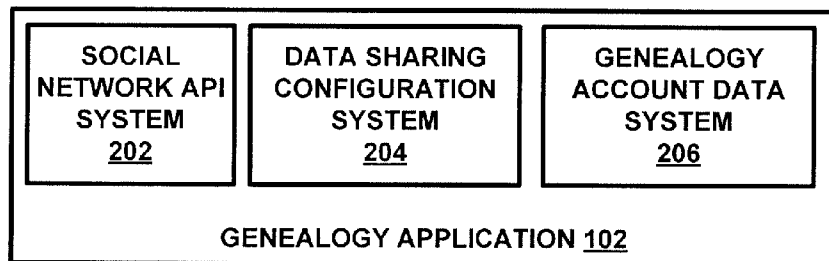 SOCIAL
NETWORK API
SYSTEM
202
DATA SHARING
CONFIGURATION
SYSTEM
204
GENEALOGY
ACCOUNT DATA
SYSTEM
206
GENEALOGY APPLICATION 102